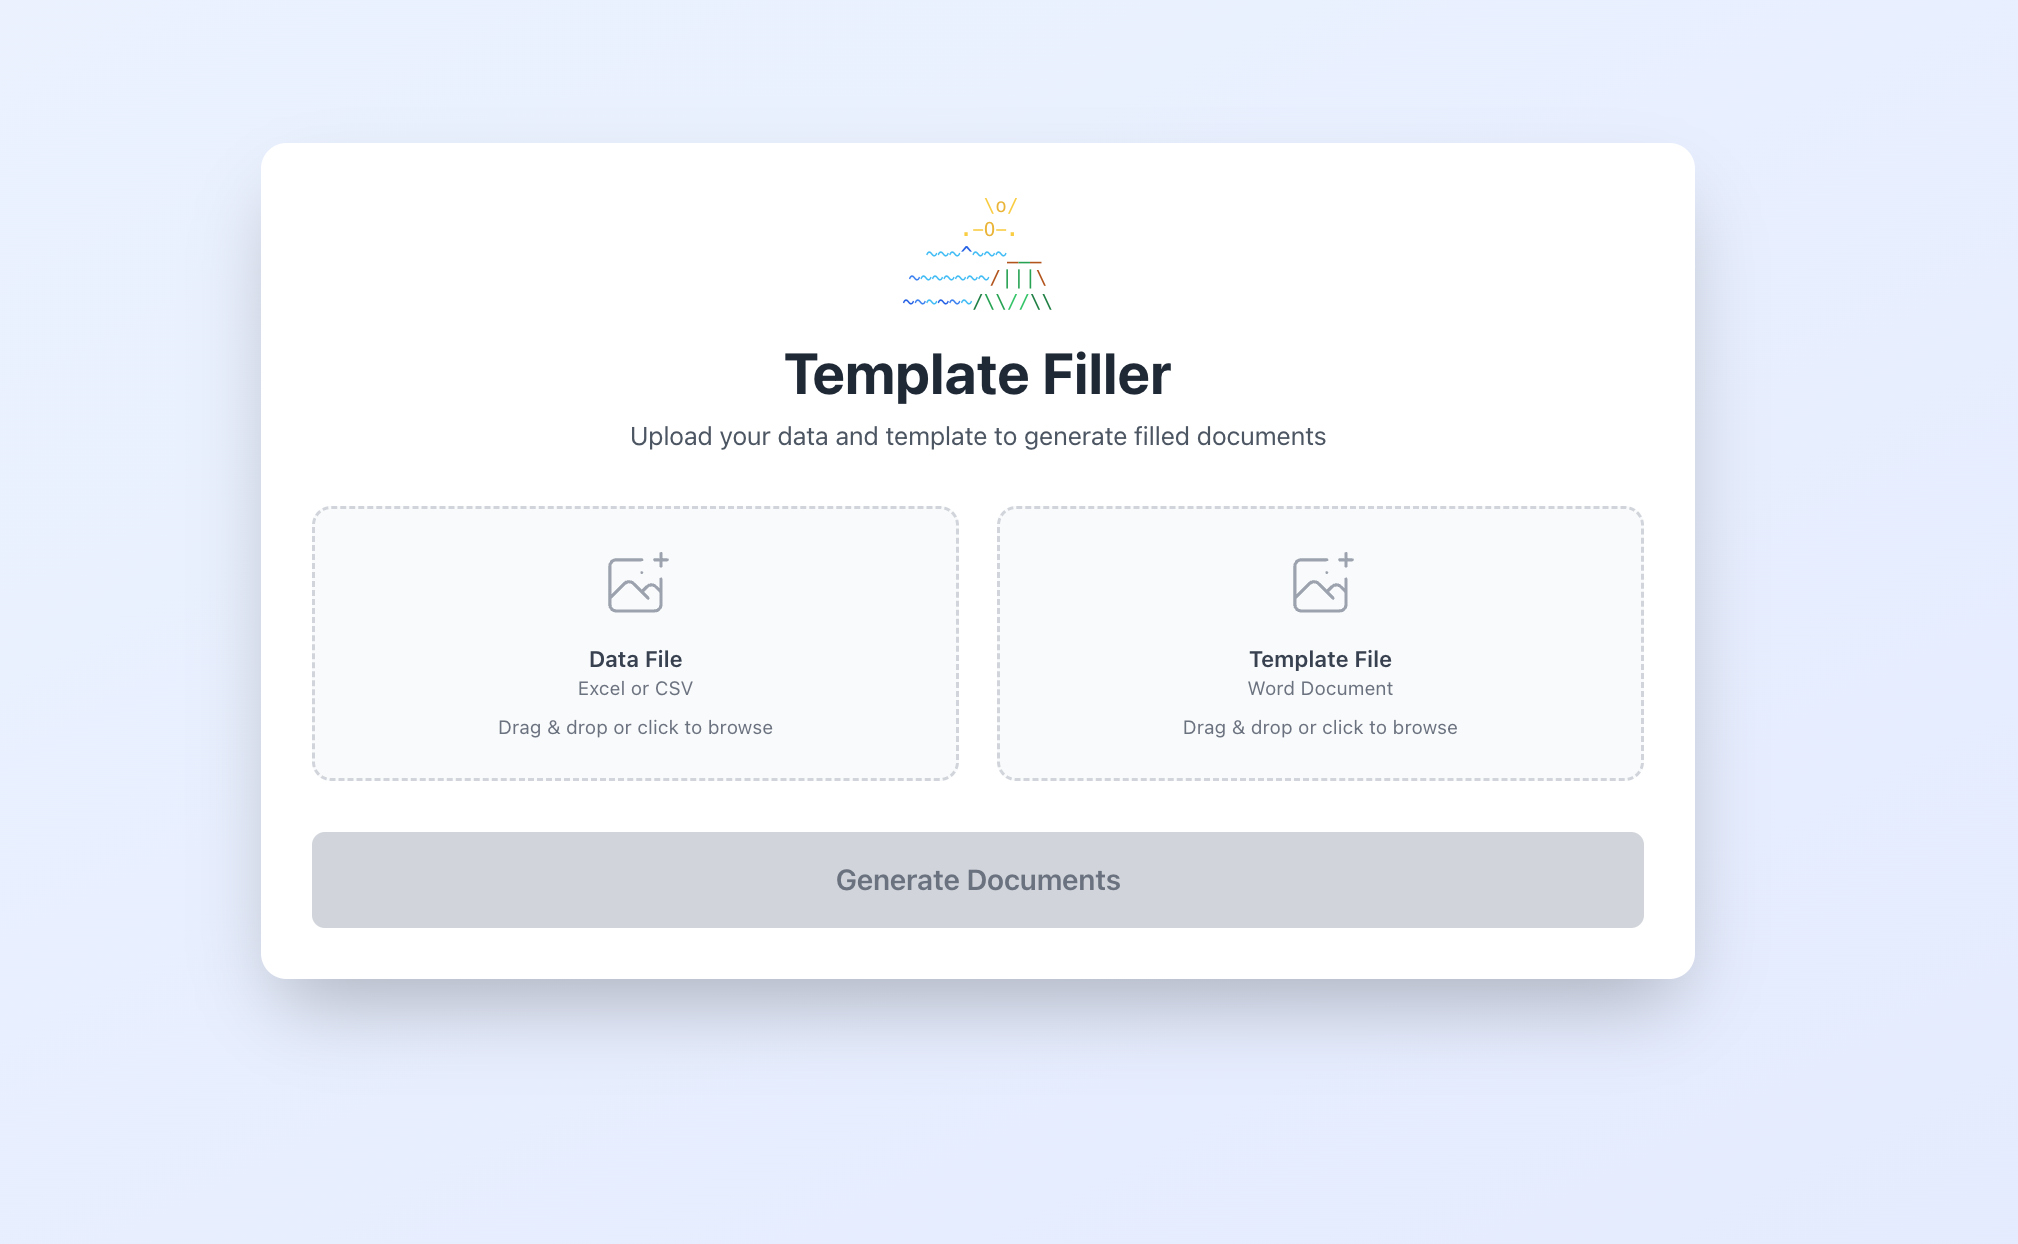 \o/
.-O-.
~~~^~~~___
~~~~~~~/|||\
~~~~~~/\\//\\
Template Filler
Upload your data and template to generate filled documents
Data File
Excel or CSV
Drag & drop or click to browse
Template File
Word Document
Drag & drop or click to browse
Generate Documents